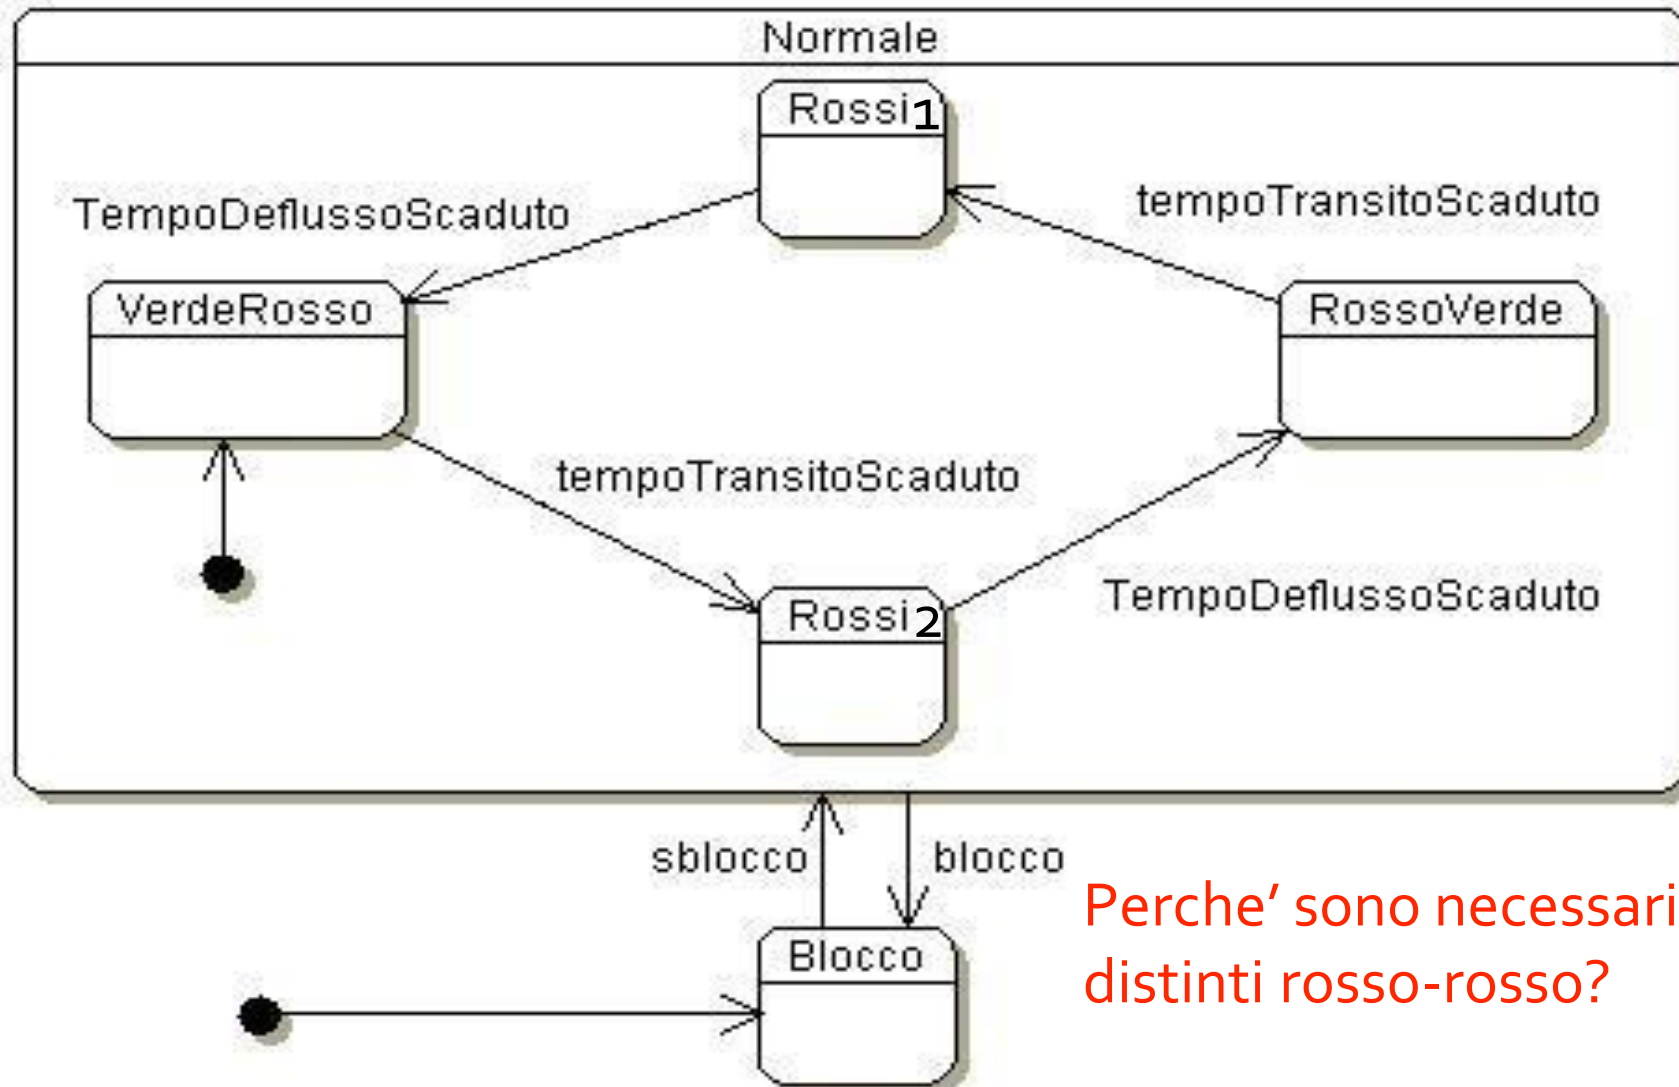 Normale
Rossi1
TempoDeflussoScaduto
tempoTransitoScaduto
VerdeRosso
RossoVerde
tempoTransitoScaduto
TempoDeflussoScaduto
Rossi2
sblocco
blocco
Perche’ sono necessari
distinti rosso-rosso?
Blocco